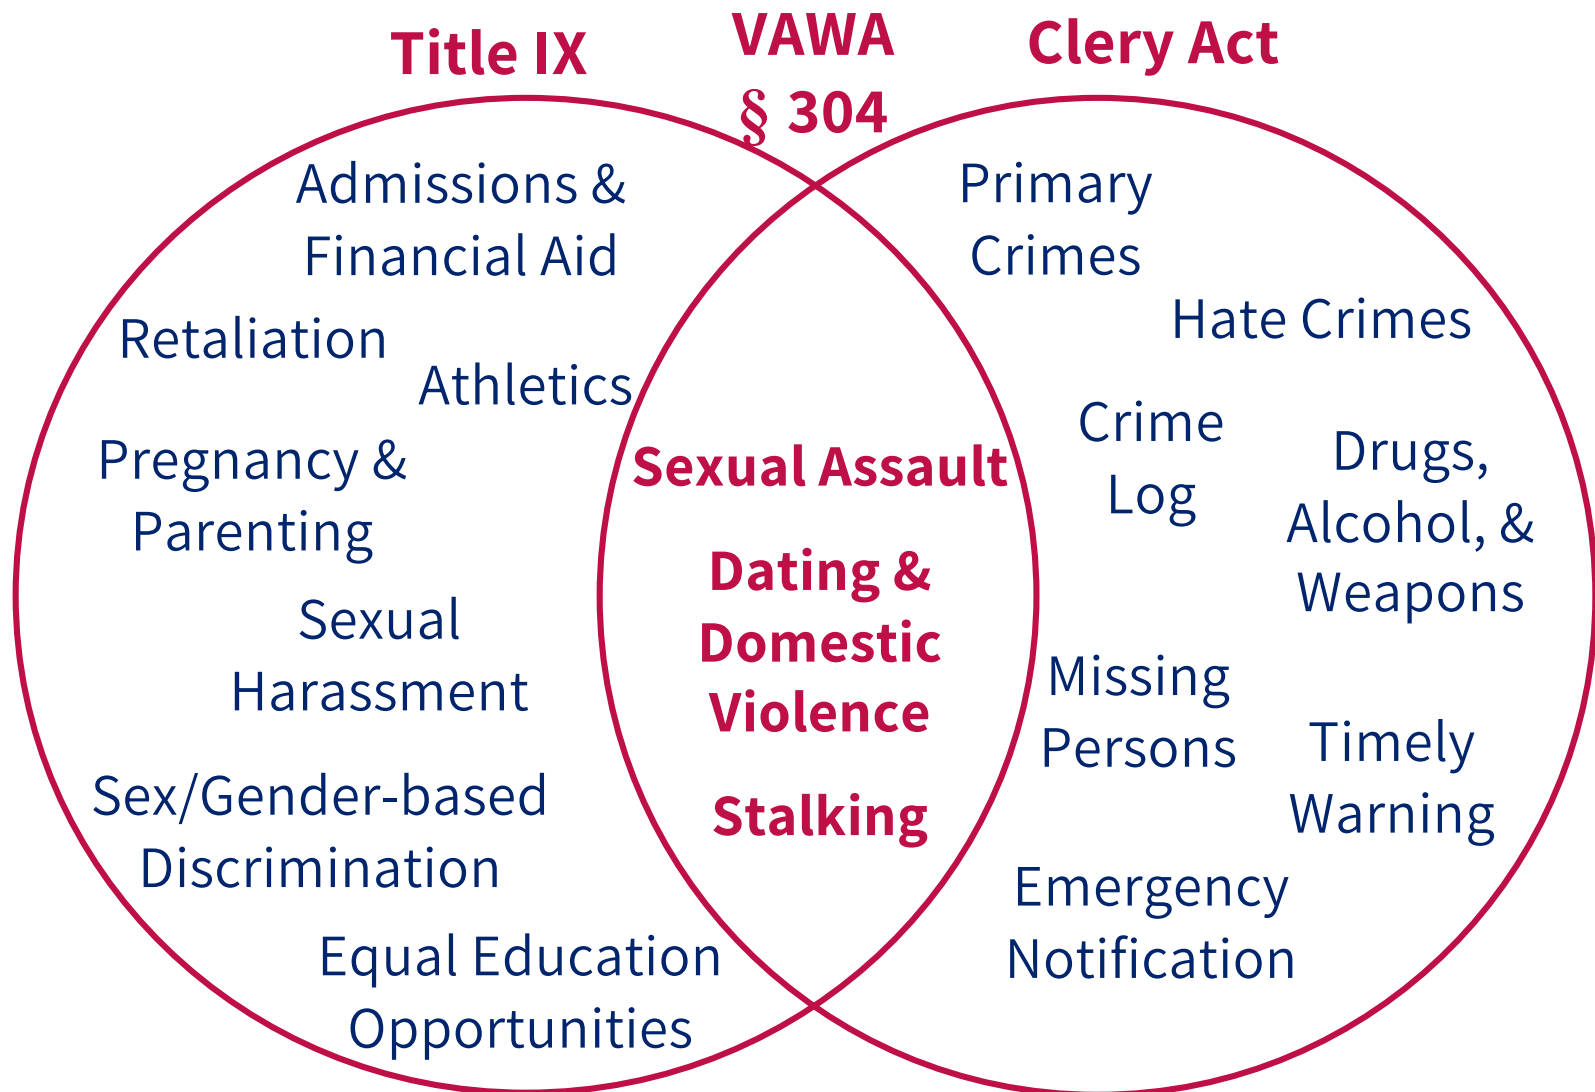 Title IX
VAWA
§ 304
Clery Act
Admissions &
Financial Aid
Retaliation
Athletics
Pregnancy &
Parenting
Sexual
Harassment
Sex/Gender-based
Discrimination
Equal Education
Opportunities
Sexual Assault
Dating &
Domestic
Violence
Stalking
Primary
Crimes
Hate Crimes
Crime
Log
Drugs,
Alcohol, &
Weapons
Missing
Persons
Timely
Warning
Emergency
Notification